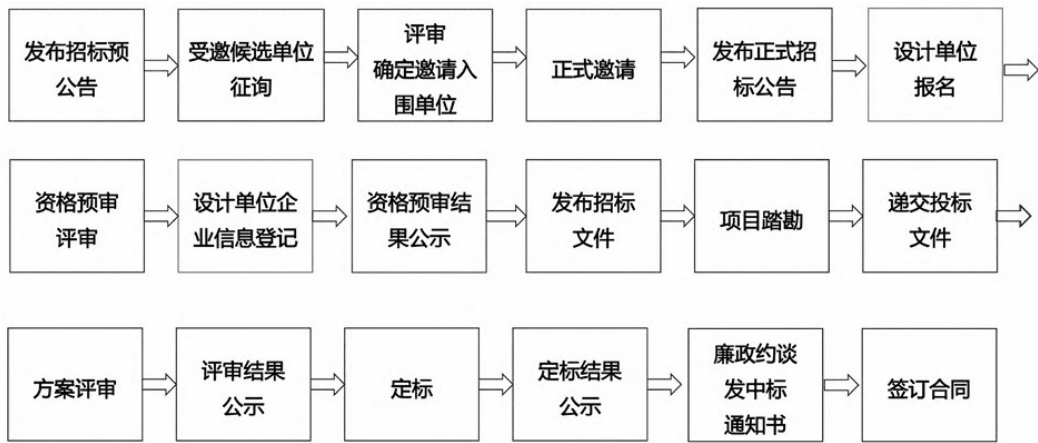 发布招标预
公告
受邀候选单位
征询
评审
确定邀请入
围单位
正式邀请
发布正式招
标公告
设计单位
报名
资格预审
评审
设计单位企
业信息登记
资格预审结
果公示
发布招标
文件
项目踏勘
递交投标
文件
方案评审
评审结果
公示
定标
定标结果
公示
廉政约谈
发中标
通知书
签订合同